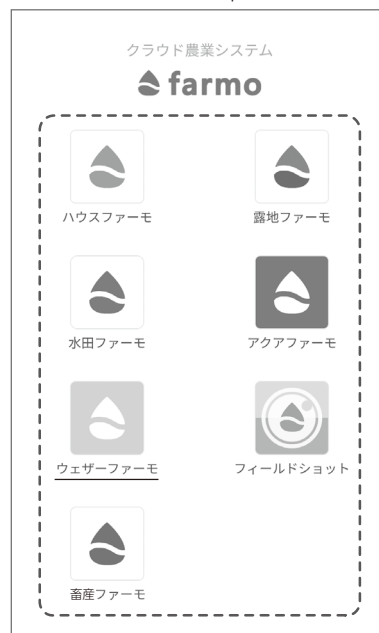 クラウド農業システム
farmo
ハウスファーモ
露地ファーモ
水田ファーモ
アクアファーモ
ウェザーファーモ
フィールドショット
畜産ファーモ